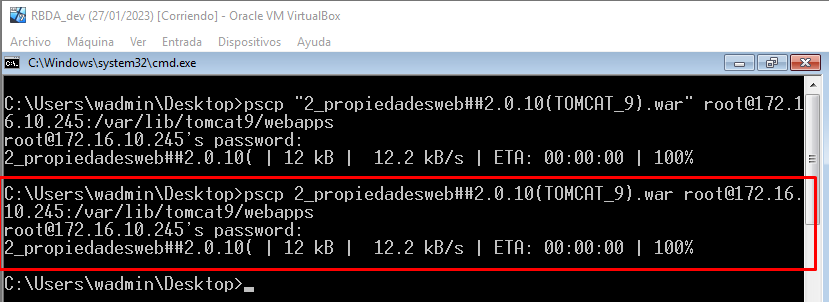 RBDA_dev (27/01/2023) [Corriendo] - Oracle VM VirtualBox
Archivo Máquina Ver Entrada Dispositivos Ayuda
C:\Windows\system32\cmd.exe
C:\Users\wadmin\Desktop>pscp "2_propiedadesweb##2.0.10(TOMCAT_9).war" root@172.1
6.10.245:/var/lib/tomcat9/webapps
root@172.16.10.245's password:
2_propiedadesweb##2.0.10( | 12 kB |  12.2 kB/s | ETA: 00:00:00 | 100%
C:\Users\wadmin\Desktop>pscp 2_propiedadesweb##2.0.10(TOMCAT_9).war root@172.16.
10.245:/var/lib/tomcat9/webapps
root@172.16.10.245's password:
2_propiedadesweb##2.0.10( | 12 kB |  12.2 kB/s | ETA: 00:00:00 | 100%
C:\Users\wadmin\Desktop>_